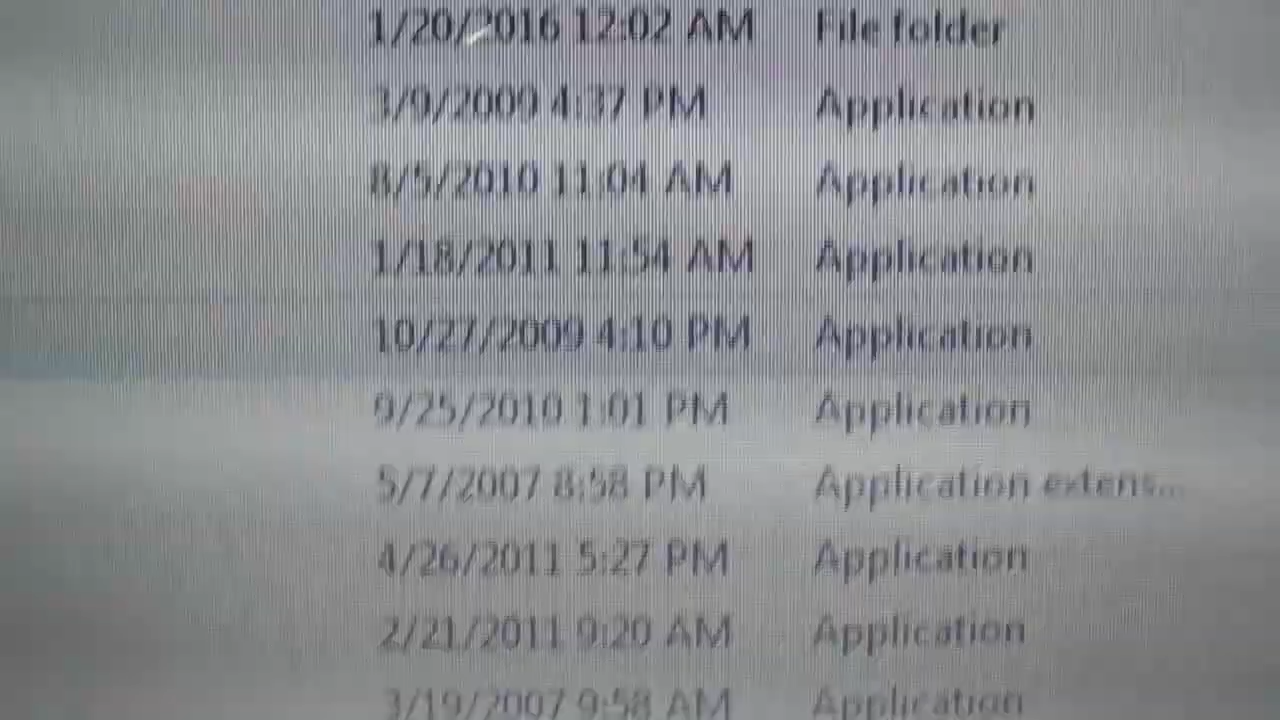 1/20/2016 12:02 AM File folder
3/9/2009 4:37 PM Application
8/5/2010 11:04 AM Application
1/18/2011 11:54 AM Application
10/27/2009 4:10 PM Application
9/25/2010 1:01 PM Application
5/7/2007 8:58 PM Application extens...
4/26/2011 5:27 PM Application
2/21/2011 9:20 AM Application
3/19/2007 9:58 AM Application